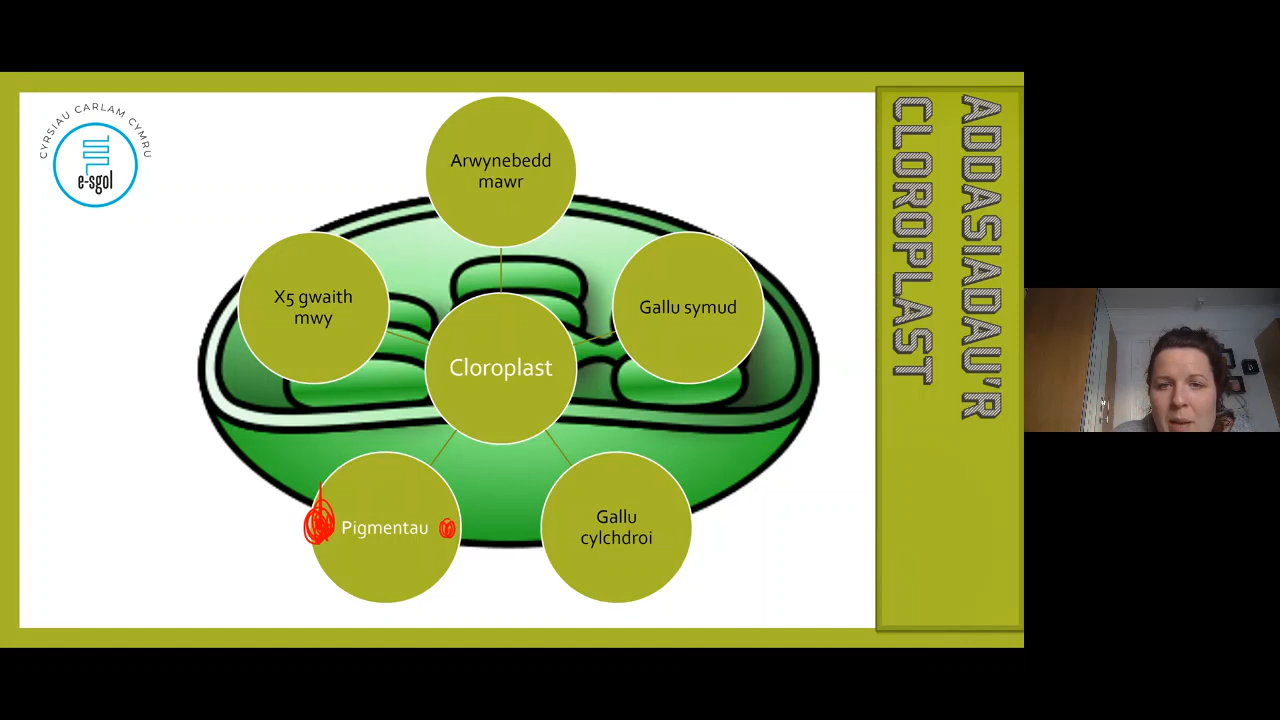 CYRSIAU CARLAM CYMRU
e-sgol
Arwynebedd
mawr
X5 gwaith
mwy
Gallu symud
Cloroplast
Pigmentau
Gallu
cylchdroi
ADDASIADAU'R
CLOROPLAST